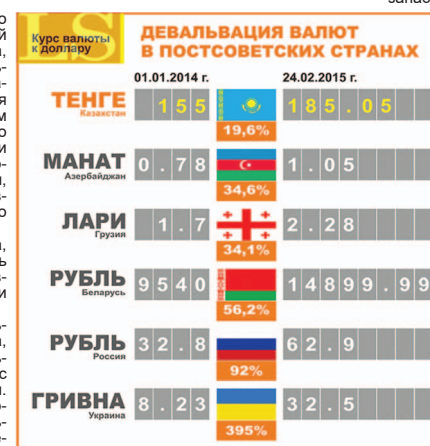 Курс валюты
к доллару
ДЕВАЛЬВАЦИЯ ВАЛЮТ
В ПОСТСОВЕТСКИХ СТРАНАХ
01.01.2014 г. 24.02.2015 г.
ТЕНГЕ 155 185.05
Казахстан
19,6%
МАНАТ 0.78 1.05
Азербайджан
34,6%
ЛАРИ 1.7 2.28
Грузия
34,1%
РУБЛЬ 9540 14899.99
Беларусь
56,2%
РУБЛЬ 32.8 62.9
Россия
92%
ГРИВНА 8.23 32.5
Украина
395%